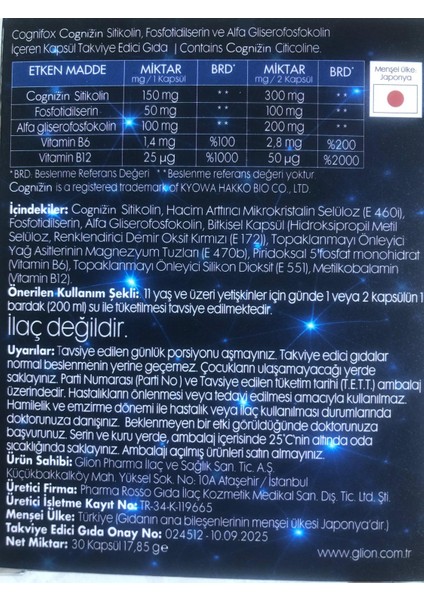 Cognifox Cognizin Sitikolin, Fosfotidilserin ve Alfa Gliserofosfokolin
İçeren Kapsül Takviye Edici Gıda | Contains Cognizin Citicoline.
ETKEN MADDE MİKTAR mg / 1 Kapsül BRD* MİKTAR mg / 2 Kapsül BRD*
Cognizin Sitikolin 150 mg ** 300 mg **
Fosfotidilserin 50 mg ** 100 mg **
Alfa gliserofosfokolin 100 mg ** 200 mg **
Vitamin B6 1,4 mg %100 2,8 mg %200
Vitamin B12 25 µg %1000 50 µg %2000
Menşei ülke:
Japonya
*BRD. Beslenme Referans Değeri **Beslenme referans değeri yoktur.
Cognizin is a registered trademark of KYOWA HAKKO BIO CO., LTD.
İçindekiler: Cognizin Sitikolin, Hacim Arttırıcı Mikrokristalin Selüloz (E 460i),
Fosfotidilserin, Alfa Gliserofosfokolin, Bitkisel Kapsül (Hidroksipropil Metil
Selüloz, Renklendirici Demir Oksit Kırmızı (E 172)), Topaklanmayı Önleyici
Yağ Asitlerinin Magnezyum Tuzları (E 470b), Piridoksal 5'fosfat monohidrat
(Vitamin B6), Topaklanmayı Önleyici Silikon Dioksit (E 551), Metilkobalamin
(Vitamin B12).
Önerilen Kullanım Şekli: 11 yaş ve üzeri yetişkinler için günde 1 veya 2 kapsülün 1
bardak (200 ml) su ile tüketilmesi tavsiye edilmektedir.
İlaç değildir.
Uyarılar: Tavsiye edilen günlük porsiyonu aşmayınız. Takviye edici gıdalar
normal beslenmenin yerine geçemez. Çocukların ulaşamayacağı yerde
saklayınız. Parti Numarası (Parti No) ve Tavsiye edilen tüketim tarihi (T.E.T.T.) ambalaj
üzerindedir. Hastalıkların önlenmesi veya tedavi edilmesi amacıyla kullanılmaz.
Hamilelik ve emzirme dönemi ile hastalık veya ilaç kullanılması durumlarında
doktorunuza danışınız. Beklenmeyen bir etki görüldüğünde doktorunuza
başvurunuz. Serin ve kuru yerde, ambalaj içerisinde 25°C'nin altında oda
sıcaklığında saklayınız. Ambalajı açılmış ürünleri satın almayınız.
Ürün Sahibi: Glion Pharma İlaç ve Sağlık San. Tic. A.Ş.
Küçükbakkalköy Mah. Yüksel Sok. No: 10A Ataşehir / İstanbul
Üretici Firma: Pharma Rosso Gıda İlaç Kozmetik Medikal San. Dış. Tic. Ltd. Şti.
Üretici İşletme Kayıt No: TR-34-K-119665
Menşei Ülke: Türkiye (Gıdanın ana bileşenlerinin menşei ülkesi Japonya'dır.)
Takviye Edici Gıda Onay No: 024512 - 10.09.2025
Net Miktar: 30 Kapsül 17,85 g℮
www.glion.com.tr